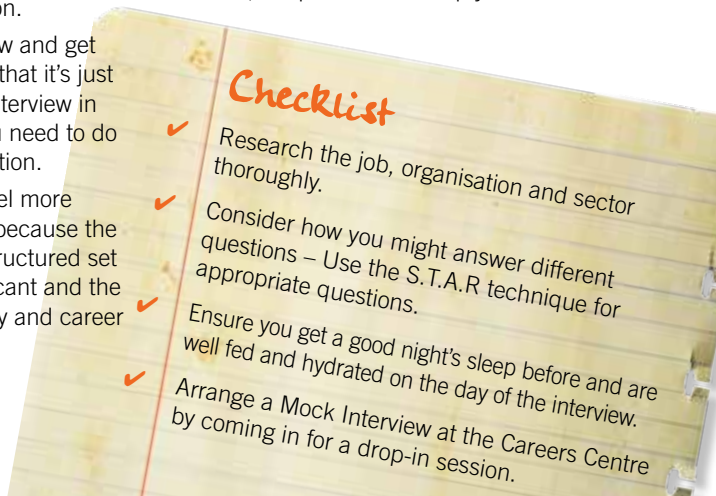 on.
w and get
that it's just
terview in
u need to do
tion.
el more
because the
ructured set
cant and the
y and career
Checklist
✔ Research the job, organisation and sector
thoroughly.
✔ Consider how you might answer different
questions – Use the S.T.A.R technique for
appropriate questions.
✔ Ensure you get a good night's sleep before and are
well fed and hydrated on the day of the interview.
✔ Arrange a Mock Interview at the Careers Centre
by coming in for a drop-in session.